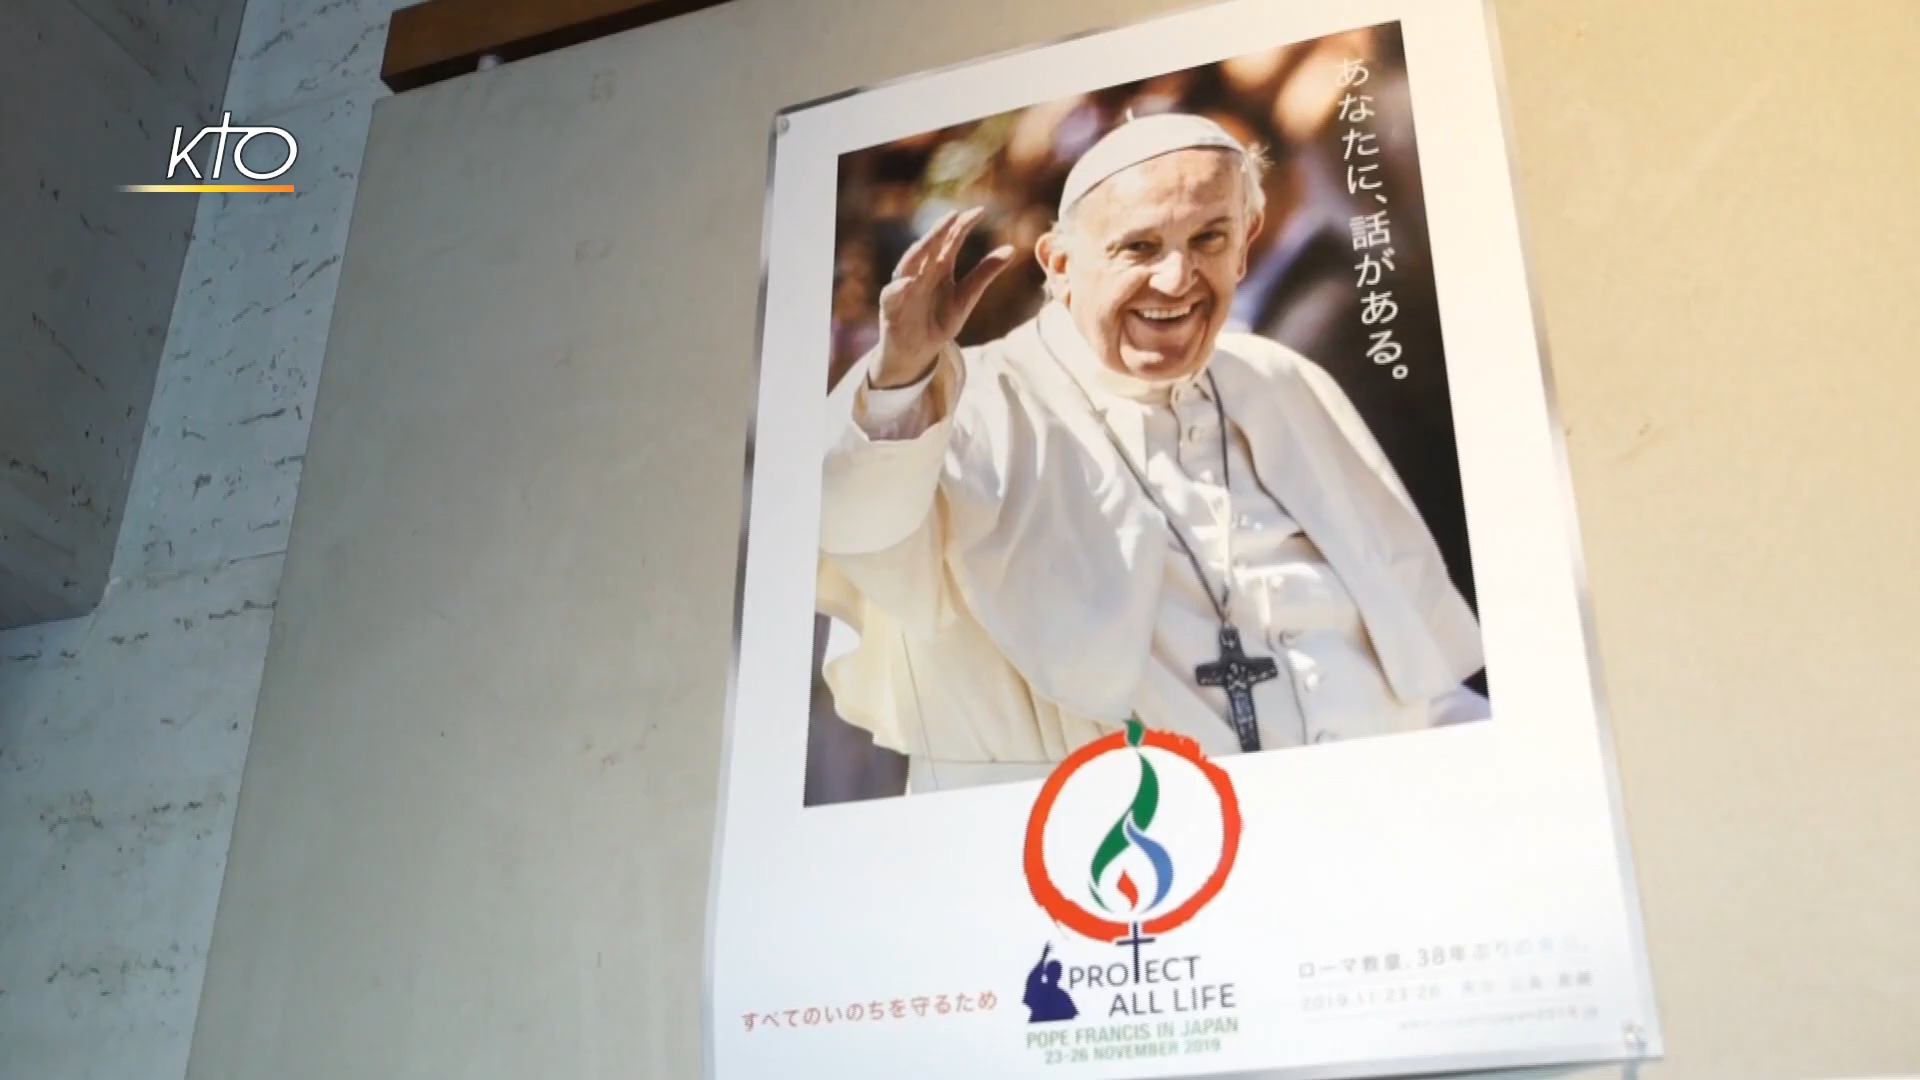 KTO
あなたに、話がある。
すべてのいのちを守るため
PROTECT
ALL LIFE
POPE FRANCIS IN JAPAN
23-26 NOVEMBER 2019
ローマ教皇、38年ぶりの来日。
2019.11.23-26